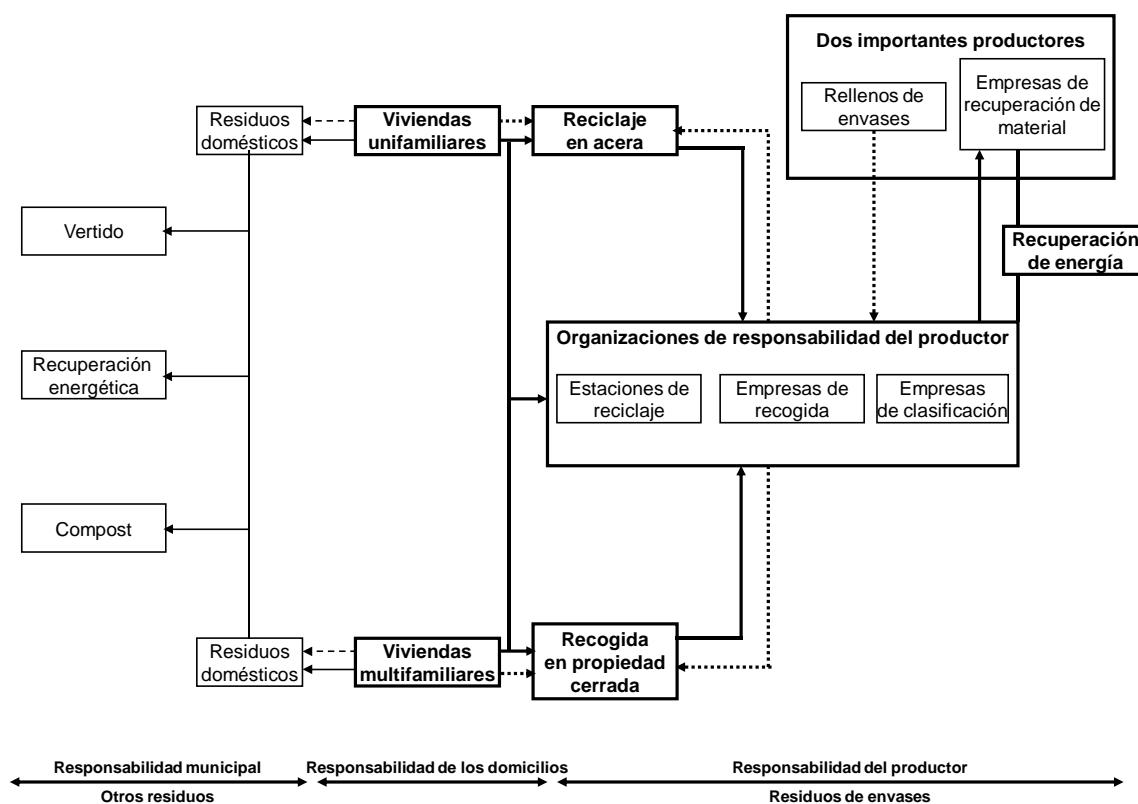 Dos importantes productores
Rellenos de
envases
Empresas de
recuperación de
material
Residuos
domésticos
Viviendas
unifamiliares
Reciclaje
en acera
Vertido
Recuperación
de energía
Organizaciones de responsabilidad del productor
Recuperación
energética
Estaciones de
reciclaje
Empresas de
recogida
Empresas
de clasificación
Compost
Residuos
domésticos
Viviendas
multifamiliares
Recogida
en propiedad
cerrada
Responsabilidad municipal
Responsabilidad de los domicilios
Responsabilidad del productor
Otros residuos
Residuos de envases